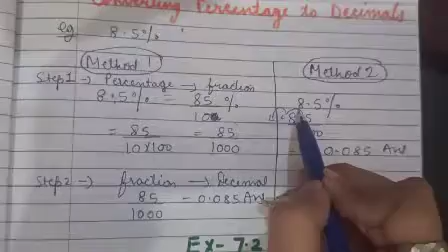 Converting Percentage to Decimals
eg 8.5%
Method 1
Step 1 → Percentage → fraction
8.5% = 85 %
10
= 85 = 85
10×100 1000
Step 2 → fraction → Decimal
85 - 0.085 Ans
1000
Method 2
8.5%
0.085 Ans
Ex - 7.2